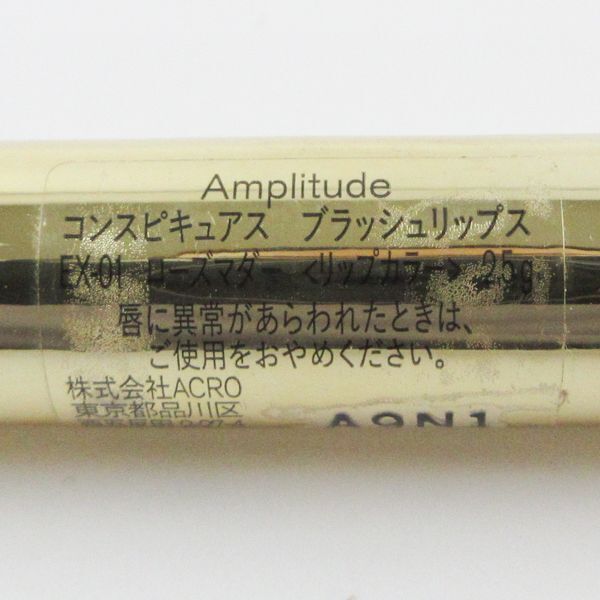 Amplitude
コンスピキュアス ブラッシュリップス
EX-01 ローズマダー <リップカラー> 2.5g
唇に異常があらわれたときは、
ご使用をおやめください。
株式会社ACRO
東京都品川区
A9N1